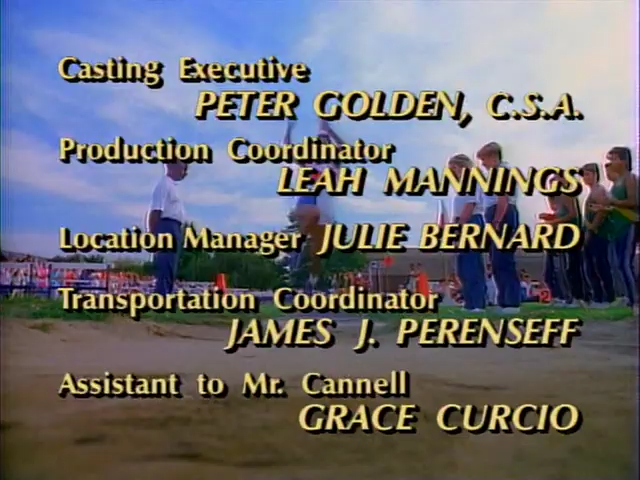 Casting Executive
PETER GOLDEN, C.S.A.
Production Coordinator
LEAH MANNINGS
Location Manager JULIE BERNARD
Transportation Coordinator
JAMES J. PERENSEFF
Assistant to Mr. Cannell
GRACE CURCIO